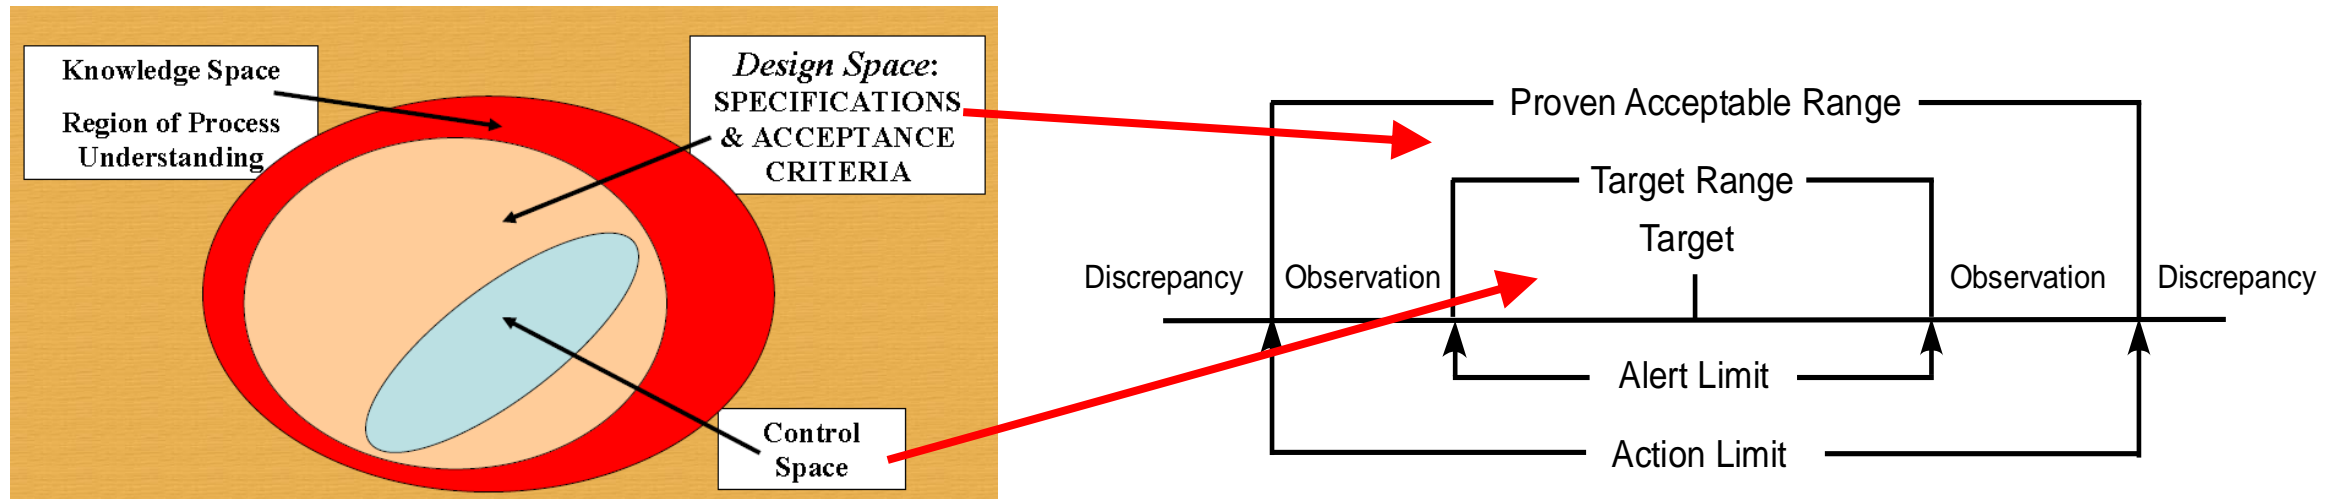 Knowledge Space
Region of Process
Understanding
Design Space:
SPECIFICATIONS
& ACCEPTANCE
CRITERIA
Control
Space
Proven Acceptable Range
Target Range
Target
Discrepancy
Observation
Observation
Discrepancy
Alert Limit
Action Limit